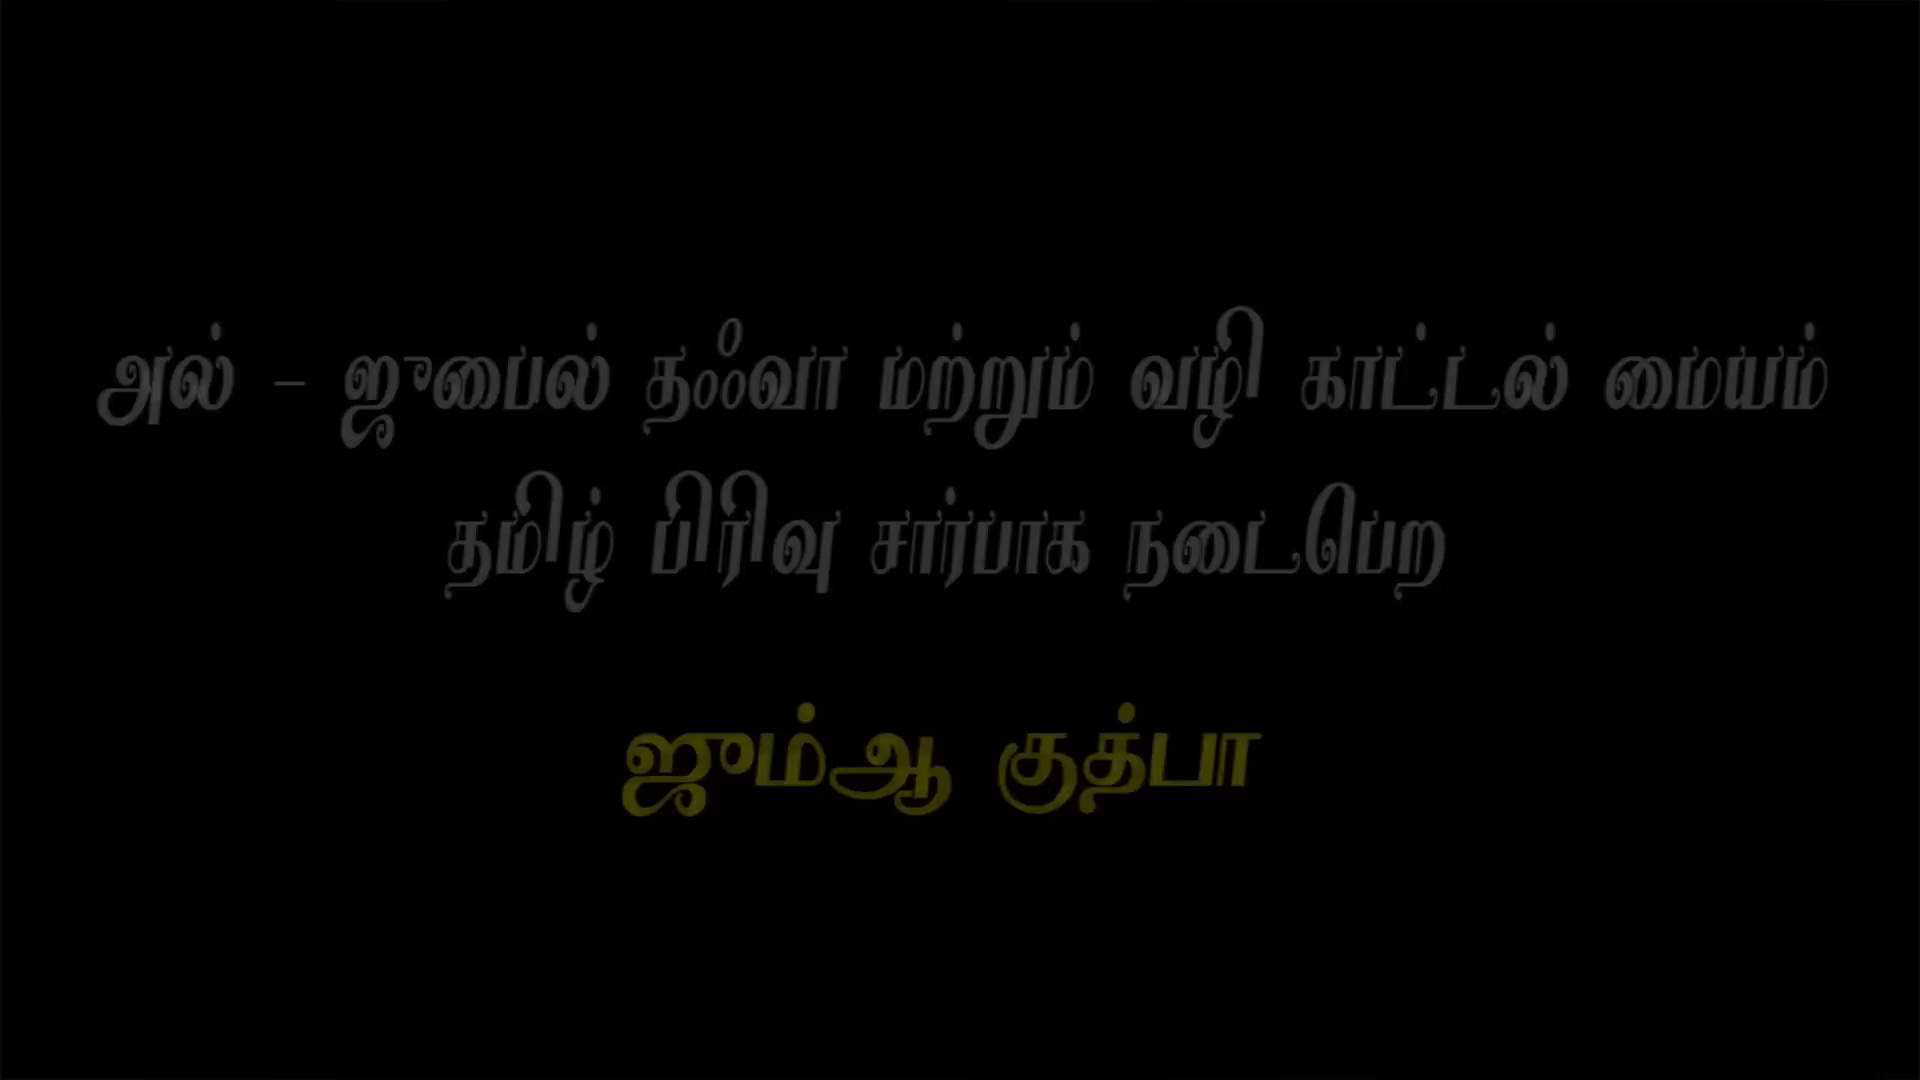 அல் - ஜுபைல் தஃவா மற்றும் வழி காட்டல் மையம்
தமிழ் பிரிவு சார்பாக நடைபெற
ஜும்ஆ குத்பா